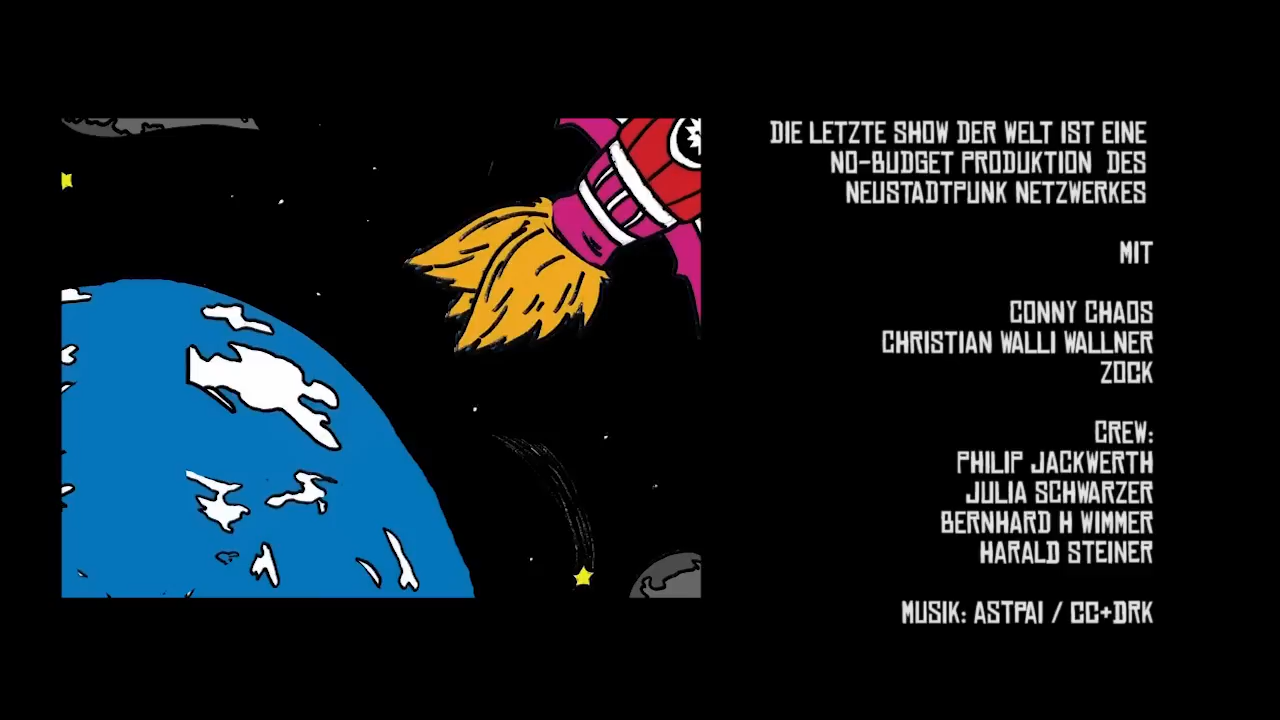 DIE LETZTE SHOW DER WELT IST EINE
NO-BUDGET PRODUKTION DES
NEUSTADTPUNK NETZWERKES
MIT
CONNY CHAOS
CHRISTIAN WALLI WALLNER
ZOCK
CREW:
PHILIP JACKWERTH
JULIA SCHWARZER
BERNHARD H WIMMER
HARALD STEINER
MUSIK: ASTPAI / CC+DRK